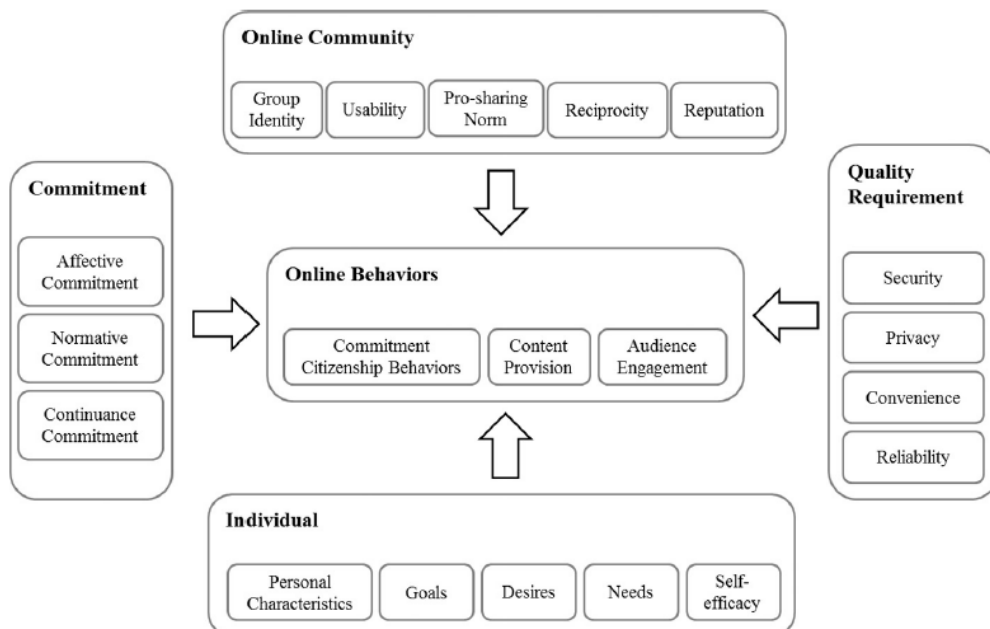 Online Community
Group
Identity
Usability
Pro-sharing
Norm
Reciprocity
Reputation
Commitment
Affective
Commitment
Normative
Commitment
Continuance
Commitment
Online Behaviors
Commitment
Citizenship Behaviors
Content
Provision
Audience
Engagement
Quality
Requirement
Security
Privacy
Convenience
Reliability
Individual
Personal
Characteristics
Goals
Desires
Needs
Self-
efficacy